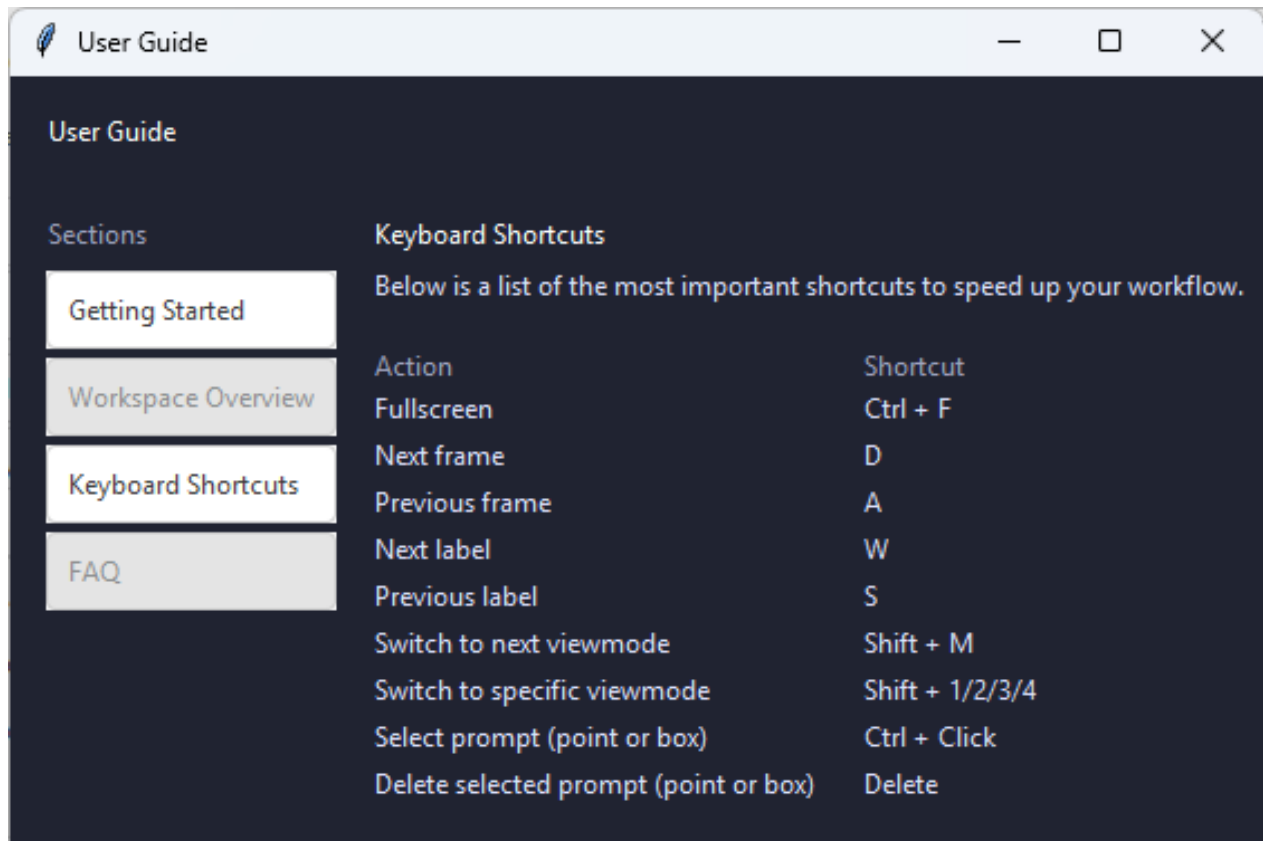 User Guide
User Guide
Sections
Getting Started
Workspace Overview
Keyboard Shortcuts
FAQ
Keyboard Shortcuts
Below is a list of the most important shortcuts to speed up your workflow.
Action Shortcut
Fullscreen Ctrl + F
Next frame D
Previous frame A
Next label W
Previous label S
Switch to next viewmode Shift + M
Switch to specific viewmode Shift + 1/2/3/4
Select prompt (point or box) Ctrl + Click
Delete selected prompt (point or box) Delete